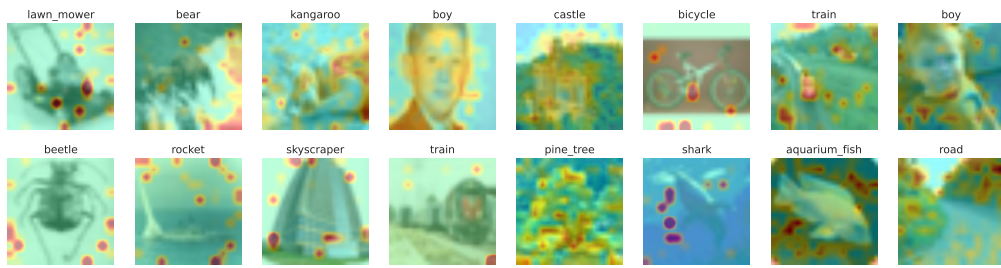 lawn_mower bear kangaroo boy castle bicycle train boy
beetle rocket skyscraper train pine_tree shark aquarium_fish road